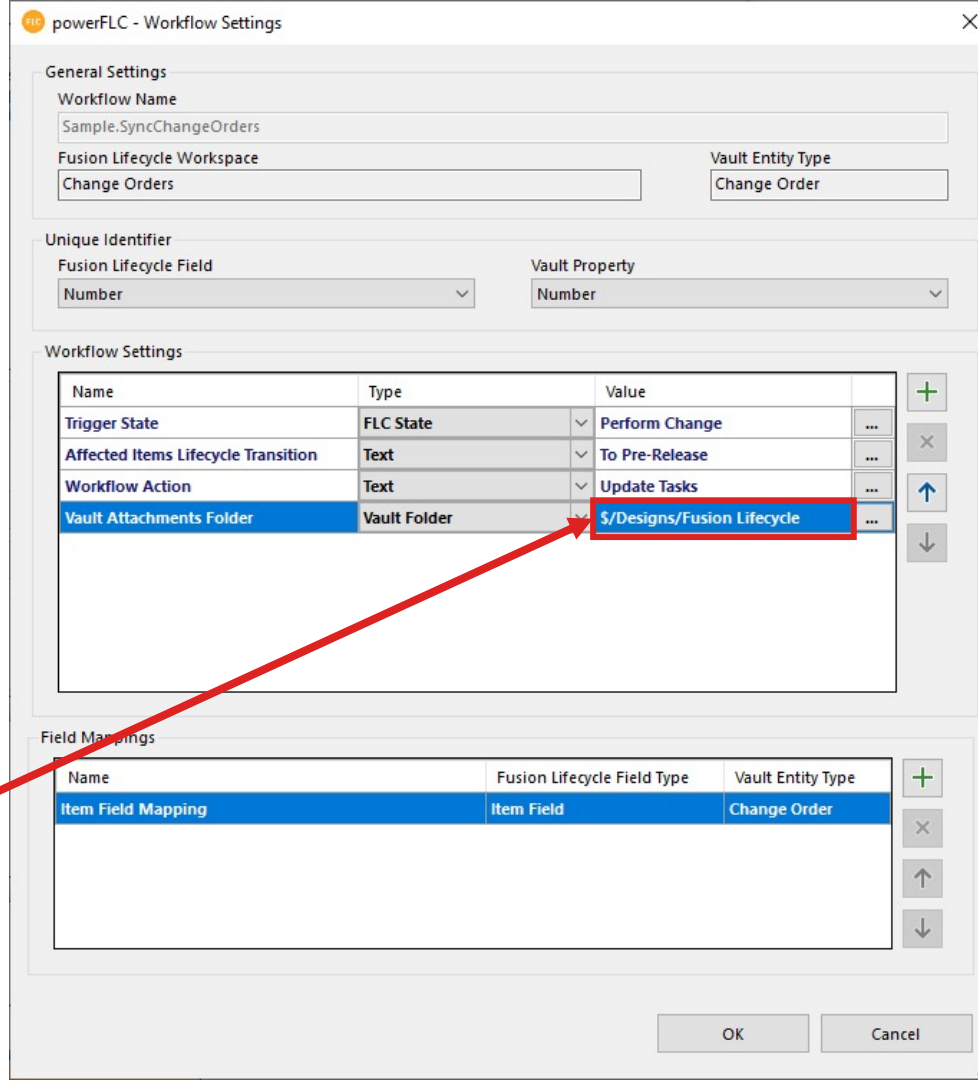 FLC powerFLC - Workflow Settings
General Settings
Workflow Name
Sample.SyncChangeOrders
Fusion Lifecycle Workspace Vault Entity Type
Change Orders Change Order
Unique Identifier
Fusion Lifecycle Field Vault Property
Number Number
Workflow Settings
Name Type Value
Trigger State FLC State Perform Change ...
Affected Items Lifecycle Transition Text To Pre-Release ...
Workflow Action Text Update Tasks ...
Vault Attachments Folder Vault Folder $/Designs/Fusion Lifecycle ...
Field Mappings
Name Fusion Lifecycle Field Type Vault Entity Type
Item Field Mapping Item Field Change Order
OK Cancel